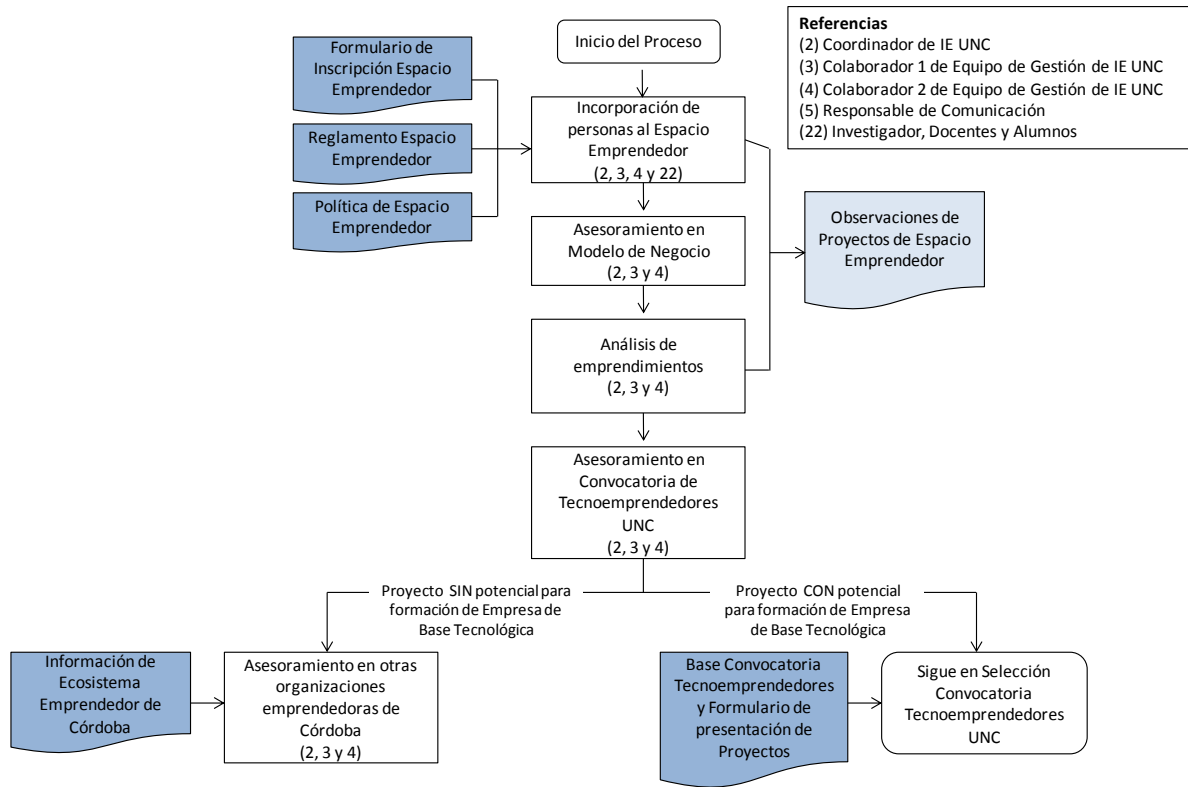 Inicio del Proceso
Referencias
(2) Coordinador de IE UNC
(3) Colaborador 1 de Equipo de Gestión de IE UNC
(4) Colaborador 2 de Equipo de Gestión de IE UNC
(5) Responsable de Comunicación
(22) Investigador, Docentes y Alumnos
Formulario de
Inscripción Espacio
Emprendedor
Reglamento Espacio
Emprendedor
Política de Espacio
Emprendedor
Incorporación de
personas al Espacio
Emprendedor
(2, 3, 4 y 22)
Asesoramiento en
Modelo de Negocio
(2, 3 y 4)
Observaciones de
Proyectos de Espacio
Emprendedor
Análisis de
emprendimientos
(2, 3 y 4)
Asesoramiento en
Convocatoria de
Tecnoemprendedores
UNC
(2, 3 y 4)
Proyecto SIN potencial para
formación de Empresa de
Base Tecnológica
Proyecto CON potencial
para formación de Empresa
de Base Tecnológica
Información de
Ecosistema
Emprendedor de
Córdoba
Asesoramiento en otras
organizaciones
emprendedoras de
Córdoba
(2, 3 y 4)
Base Convocatoria
Tecnoemprendedores
y Formulario de
presentación de
Proyectos
Sigue en Selección
Convocatoria
Tecnoemprendedores
UNC